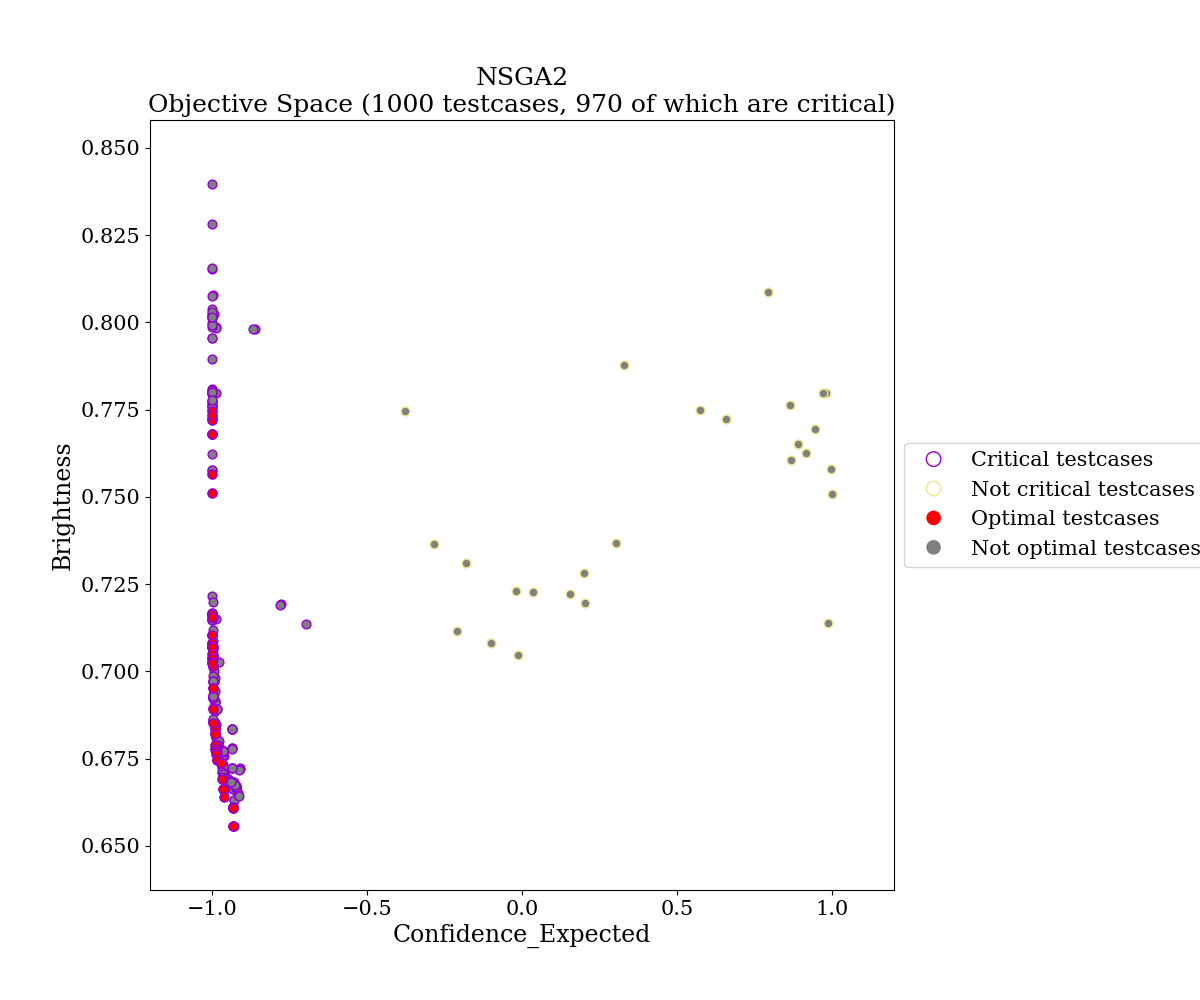 NSGA2
Objective Space (1000 testcases, 970 of which are critical)
0.850
0.825
0.800
0.775
0.750
0.725
0.700
0.675
0.650
Brightness
−1.0
−0.5
0.0
0.5
1.0
Confidence_Expected
Critical testcases
Not critical testcases
Optimal testcases
Not optimal testcases